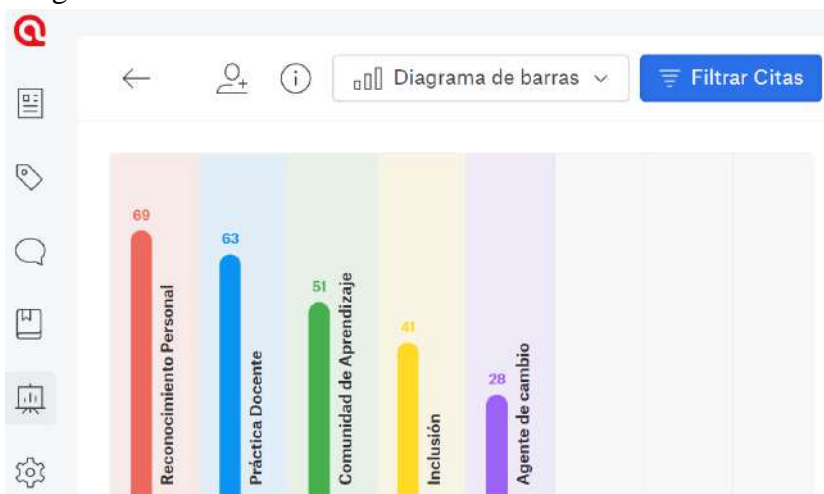 Diagrama de barras
Filtrar Citas
69
63
51
41
28
Reconocimiento Personal
Práctica Docente
Comunidad de Aprendizaje
Inclusión
Agente de cambio